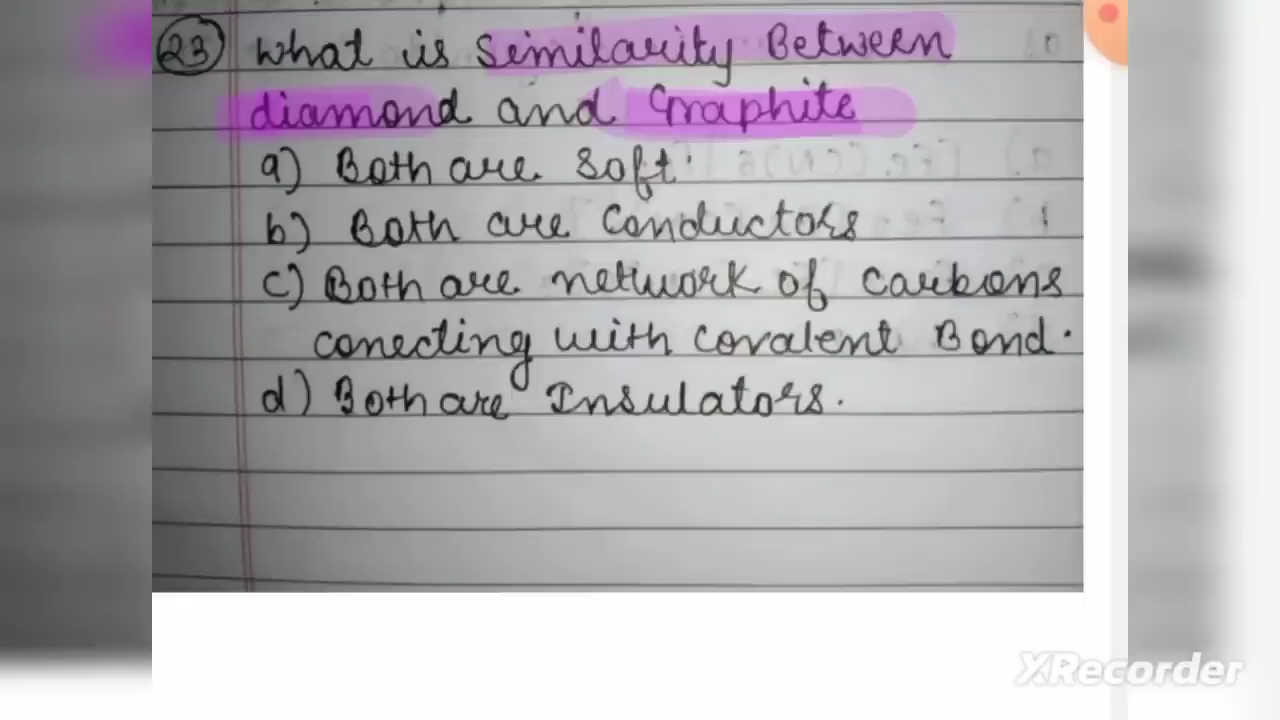 23 What is Similarity Between
diamond and Graphite
a) Both are Soft.
b) Both are Conductors
c) Both are network of Carbons
conecting with Covalent Bond.
d) Both are Insulators.
XRecorder